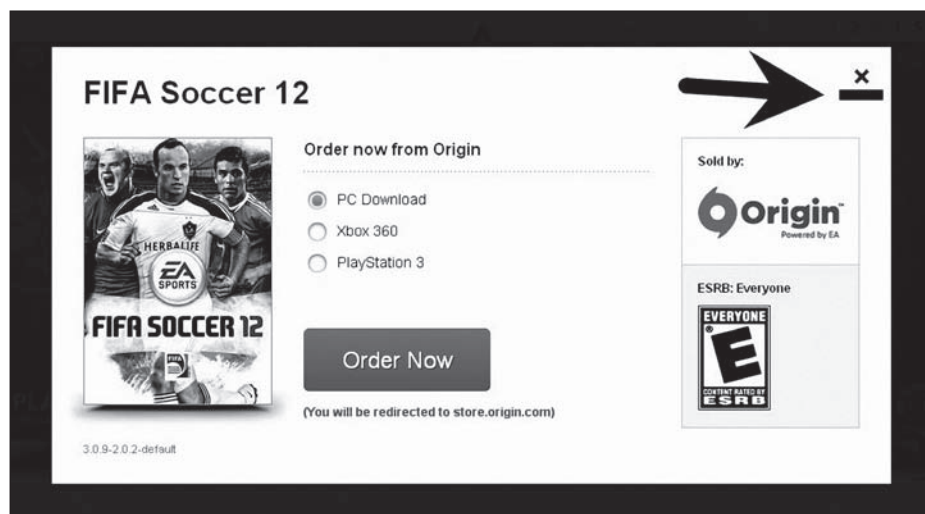 FIFA Soccer 12
×
Order now from Origin
PC Download
Xbox 360
PlayStation 3
Order Now
(You will be redirected to store.origin.com)
HERBALIFE
EA
SPORTS
FIFA SOCCER 12
FIFA
3.0.9-2.0.2-default
Sold by:
Origin™
Powered by EA
ESRB: Everyone
EVERYONE
E
®
CONTENT RATED BY
ESRB